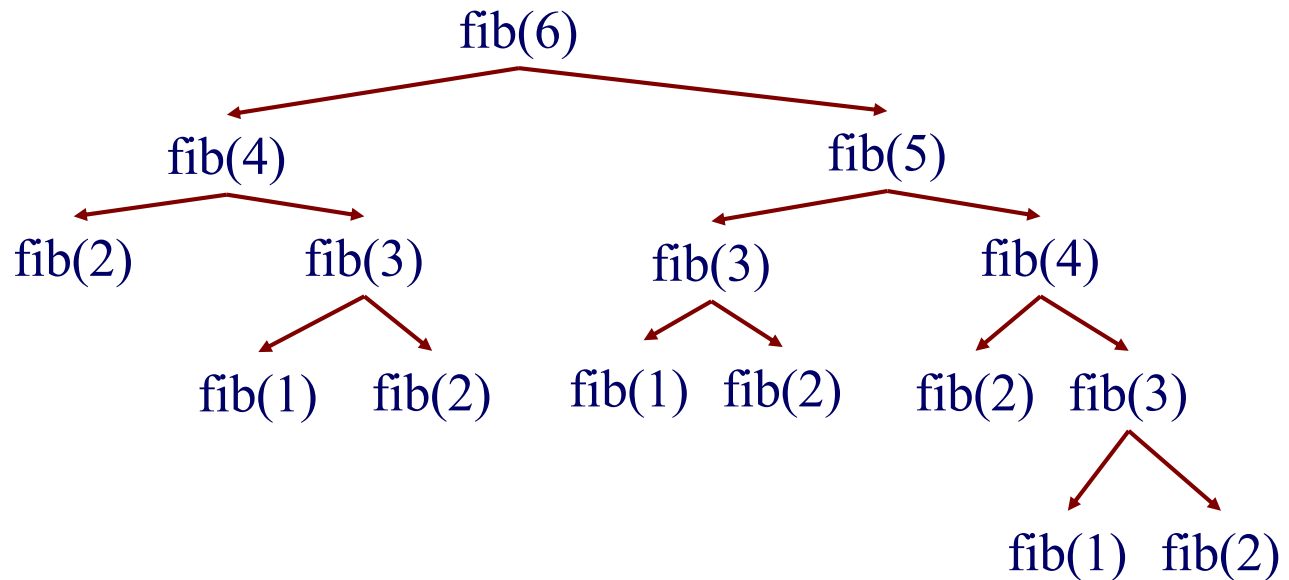 fib(6)
fib(4) fib(5)
fib(2) fib(3) fib(3) fib(4)
fib(1) fib(2) fib(1) fib(2) fib(2) fib(3)
fib(1) fib(2)